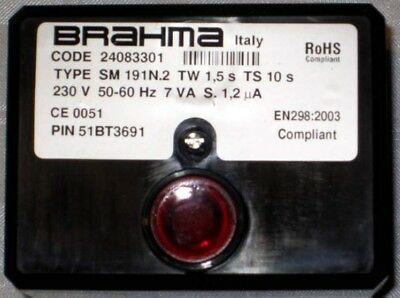 BRAHMA Italy
RoHS
Compliant
CODE 24083301
TYPE SM 191N.2 TW 1,5 s TS 10 s
230 V 50-60 Hz 7 VA S. 1,2 µA
CE 0051
EN298:2003
PIN 51BT3691
Compliant